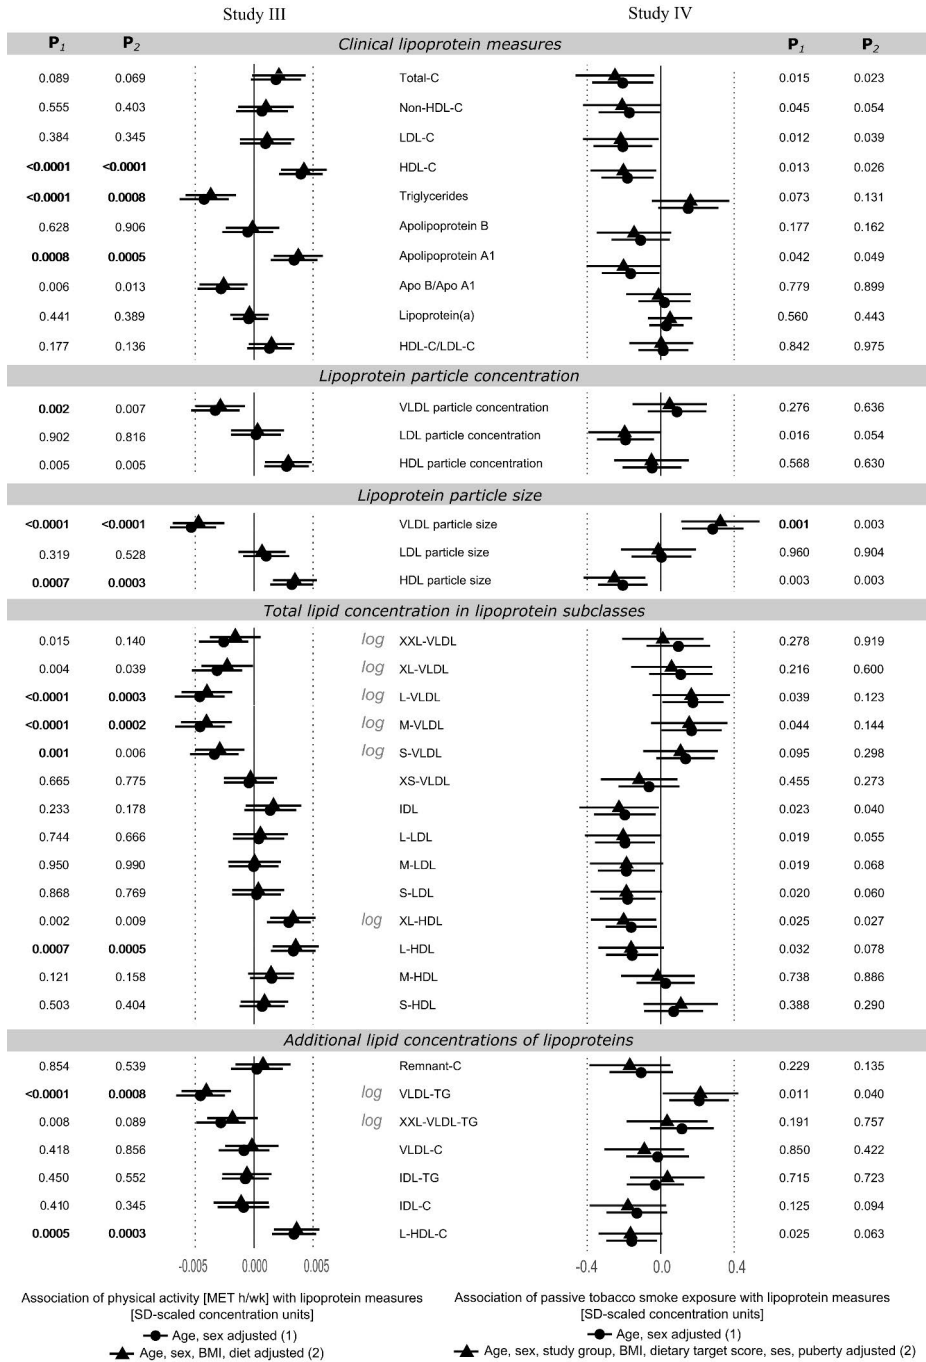 Study III Study IV
P1 P2 Clinical lipoprotein measures P1 P2
0.089 0.069 Total-C 0.015 0.023
0.555 0.403 Non-HDL-C 0.045 0.054
0.384 0.345 LDL-C 0.012 0.039
<0.0001 <0.0001 HDL-C 0.013 0.026
<0.0001 0.0008 Triglycerides 0.073 0.131
0.628 0.906 Apolipoprotein B 0.177 0.162
0.0008 0.0005 Apolipoprotein A1 0.042 0.049
0.006 0.013 Apo B/Apo A1 0.779 0.899
0.441 0.389 Lipoprotein(a) 0.560 0.443
0.177 0.136 HDL-C/LDL-C 0.842 0.975
Lipoprotein particle concentration
0.002 0.007 VLDL particle concentration 0.276 0.636
0.902 0.816 LDL particle concentration 0.016 0.054
0.005 0.005 HDL particle concentration 0.568 0.630
Lipoprotein particle size
<0.0001 <0.0001 VLDL particle size 0.001 0.003
0.319 0.528 LDL particle size 0.960 0.904
0.0007 0.0003 HDL particle size 0.003 0.003
Total lipid concentration in lipoprotein subclasses
0.015 0.140 log XXL-VLDL 0.278 0.919
0.004 0.039 log XL-VLDL 0.216 0.600
<0.0001 0.0003 log L-VLDL 0.039 0.123
<0.0001 0.0002 log M-VLDL 0.044 0.144
0.001 0.006 log S-VLDL 0.095 0.298
0.665 0.775 XS-VLDL 0.455 0.273
0.233 0.178 IDL 0.023 0.040
0.744 0.666 L-LDL 0.019 0.055
0.950 0.990 M-LDL 0.019 0.068
0.868 0.769 S-LDL 0.020 0.060
0.002 0.009 log XL-HDL 0.025 0.027
0.0007 0.0005 L-HDL 0.032 0.078
0.121 0.158 M-HDL 0.738 0.886
0.503 0.404 S-HDL 0.388 0.290
Additional lipid concentrations of lipoproteins
0.854 0.539 Remnant-C 0.229 0.135
<0.0001 0.0008 log VLDL-TG 0.011 0.040
0.008 0.089 log XXL-VLDL-TG 0.191 0.757
0.418 0.856 VLDL-C 0.850 0.422
0.450 0.552 IDL-TG 0.715 0.723
0.410 0.345 IDL-C 0.125 0.094
0.0005 0.0003 L-HDL-C 0.025 0.063
-0.005 0.000 0.005 -0.4 0.0 0.4
Association of physical activity [MET h/wk] with lipoprotein measures
[SD-scaled concentration units]
Age, sex adjusted (1)
Age, sex, BMI, diet adjusted (2)
Association of passive tobacco smoke exposure with lipoprotein measures
[SD-scaled concentration units]
Age, sex adjusted (1)
Age, sex, study group, BMI, dietary target score, ses, puberty adjusted (2)